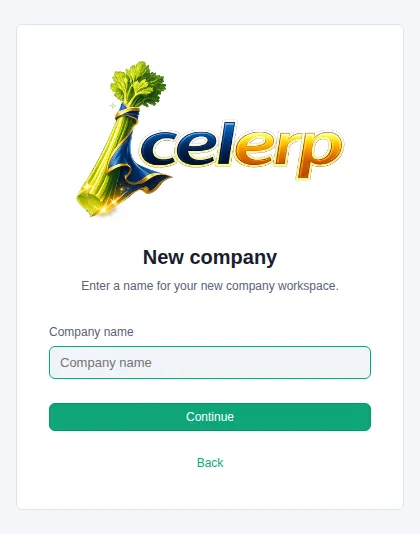 celerp
New company
Enter a name for your new company workspace.
Company name
Company name
Continue
Back